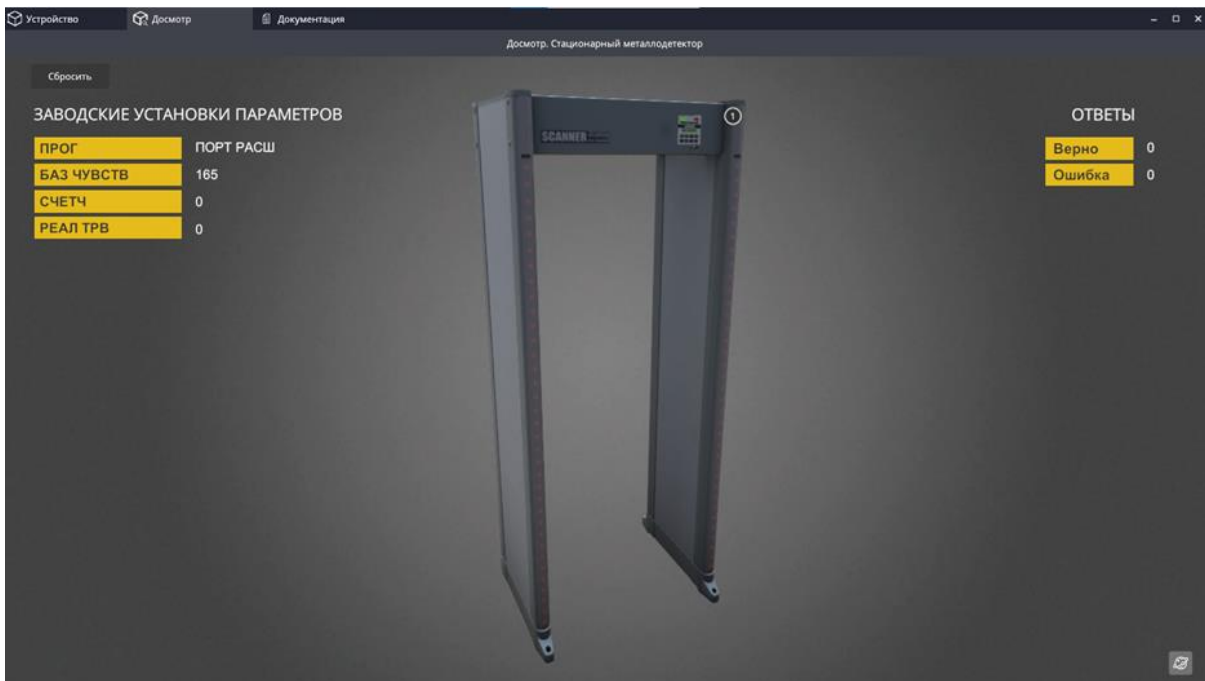 Устройство
Досмотр
Документация
Досмотр. Стационарный металлодетектор
Сбросить
ЗАВОДСКИЕ УСТАНОВКИ ПАРАМЕТРОВ
ПРОГ ПОРТ РАСШ
БАЗ ЧУВСТВ 165
СЧЕТЧ 0
РЕАЛ ТРВ 0
SCANNER
1
ОТВЕТЫ
Верно 0
Ошибка 0